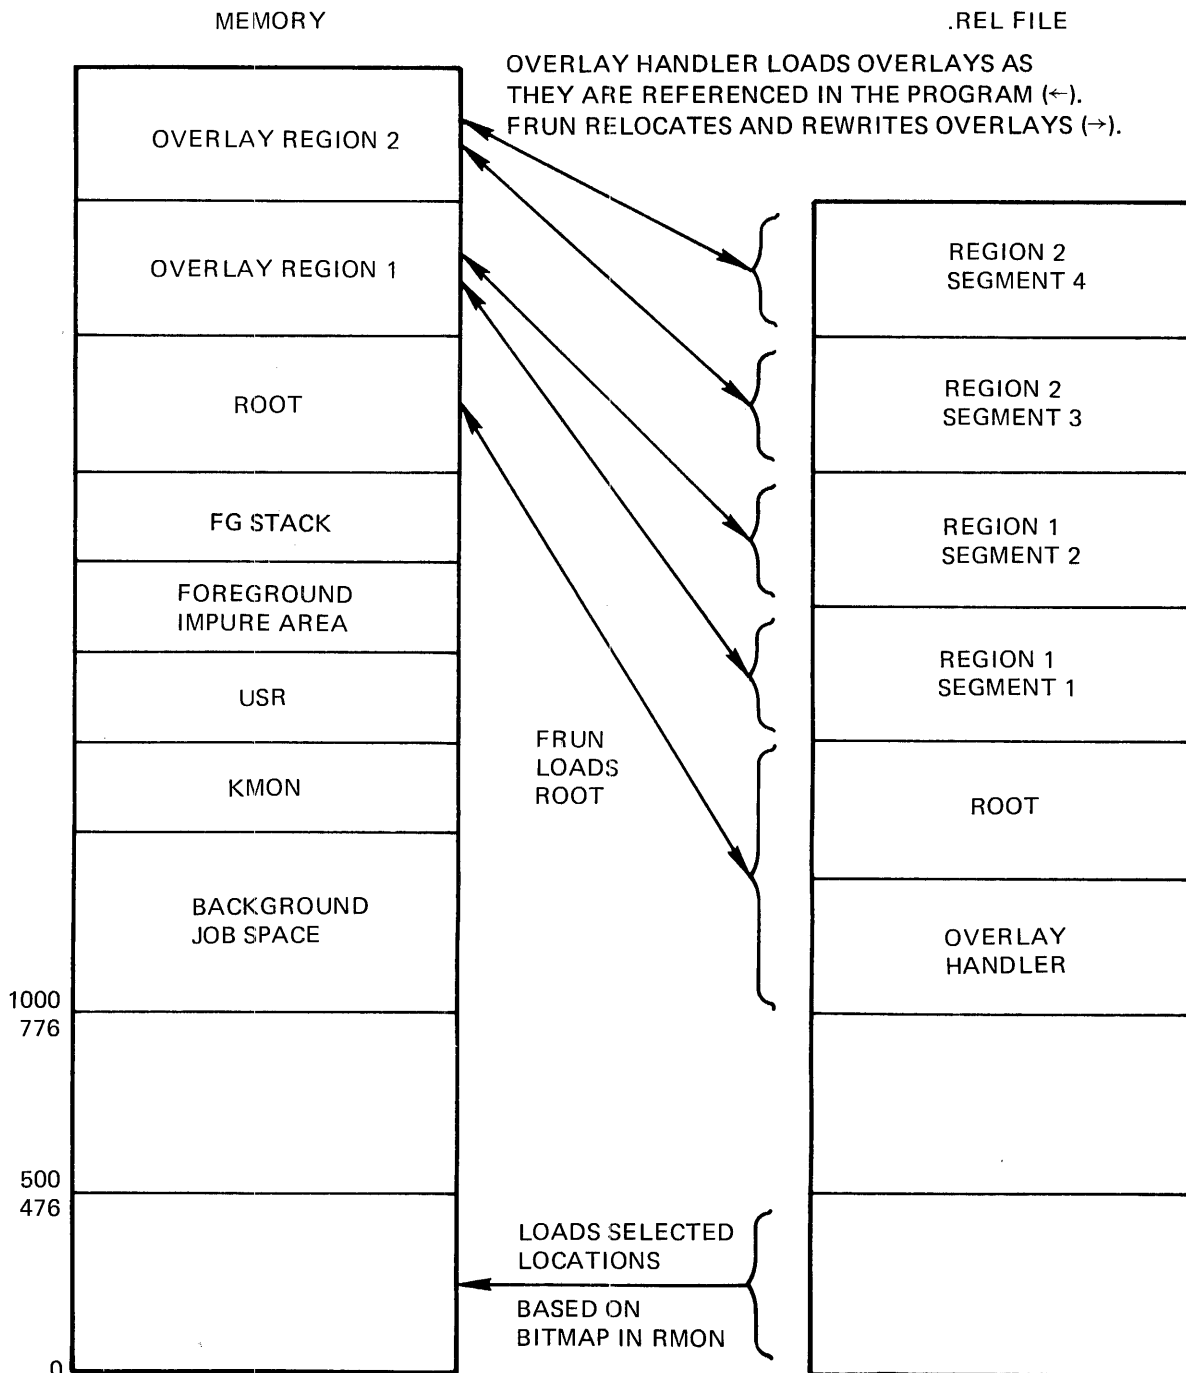 MEMORY
.REL FILE
OVERLAY HANDLER LOADS OVERLAYS AS
THEY ARE REFERENCED IN THE PROGRAM (←).
FRUN RELOCATES AND REWRITES OVERLAYS (→).
OVERLAY REGION 2
OVERLAY REGION 1
ROOT
FG STACK
FOREGROUND
IMPURE AREA
USR
KMON
BACKGROUND
JOB SPACE
1000
776
500
476
0
FRUN
LOADS
ROOT
LOADS SELECTED
LOCATIONS
BASED ON
BITMAP IN RMON
REGION 2
SEGMENT 4
REGION 2
SEGMENT 3
REGION 1
SEGMENT 2
REGION 1
SEGMENT 1
ROOT
OVERLAY
HANDLER